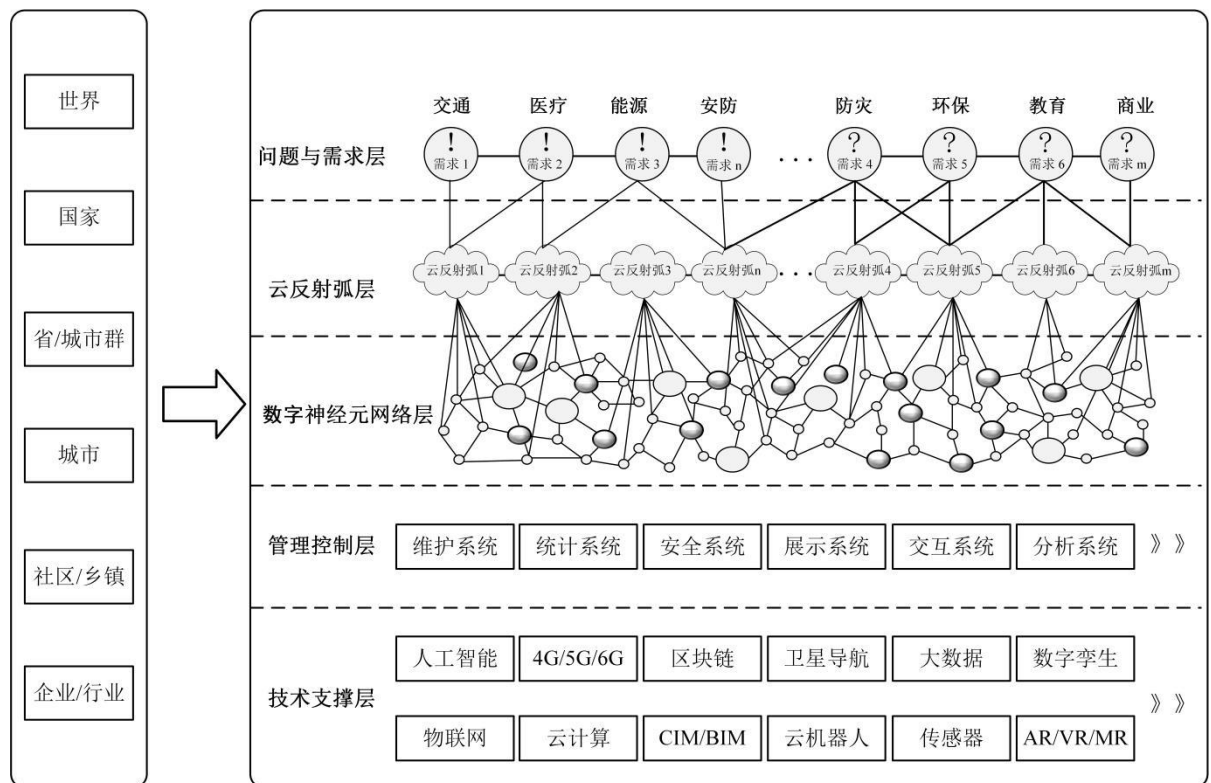 世界
国家
省/城市群
城市
社区/乡镇
企业/行业
交通 医疗 能源 安防 防灾 环保 教育 商业
问题与需求层
! ! ! ! ? ? ? ?
需求 1 需求 2 需求 3 需求 n ... 需求 4 需求 5 需求 6 需求 m
云反射弧层
云反射弧1 云反射弧2 云反射弧3 云反射弧n ... 云反射弧4 云反射弧5 云反射弧6 云反射弧m
数字神经元网络层
管理控制层 维护系统 统计系统 安全系统 展示系统 交互系统 分析系统 》 》
技术支撑层
人工智能 4G/5G/6G 区块链 卫星导航 大数据 数字孪生
》 》
物联网 云计算 CIM/BIM 云机器人 传感器 AR/VR/MR